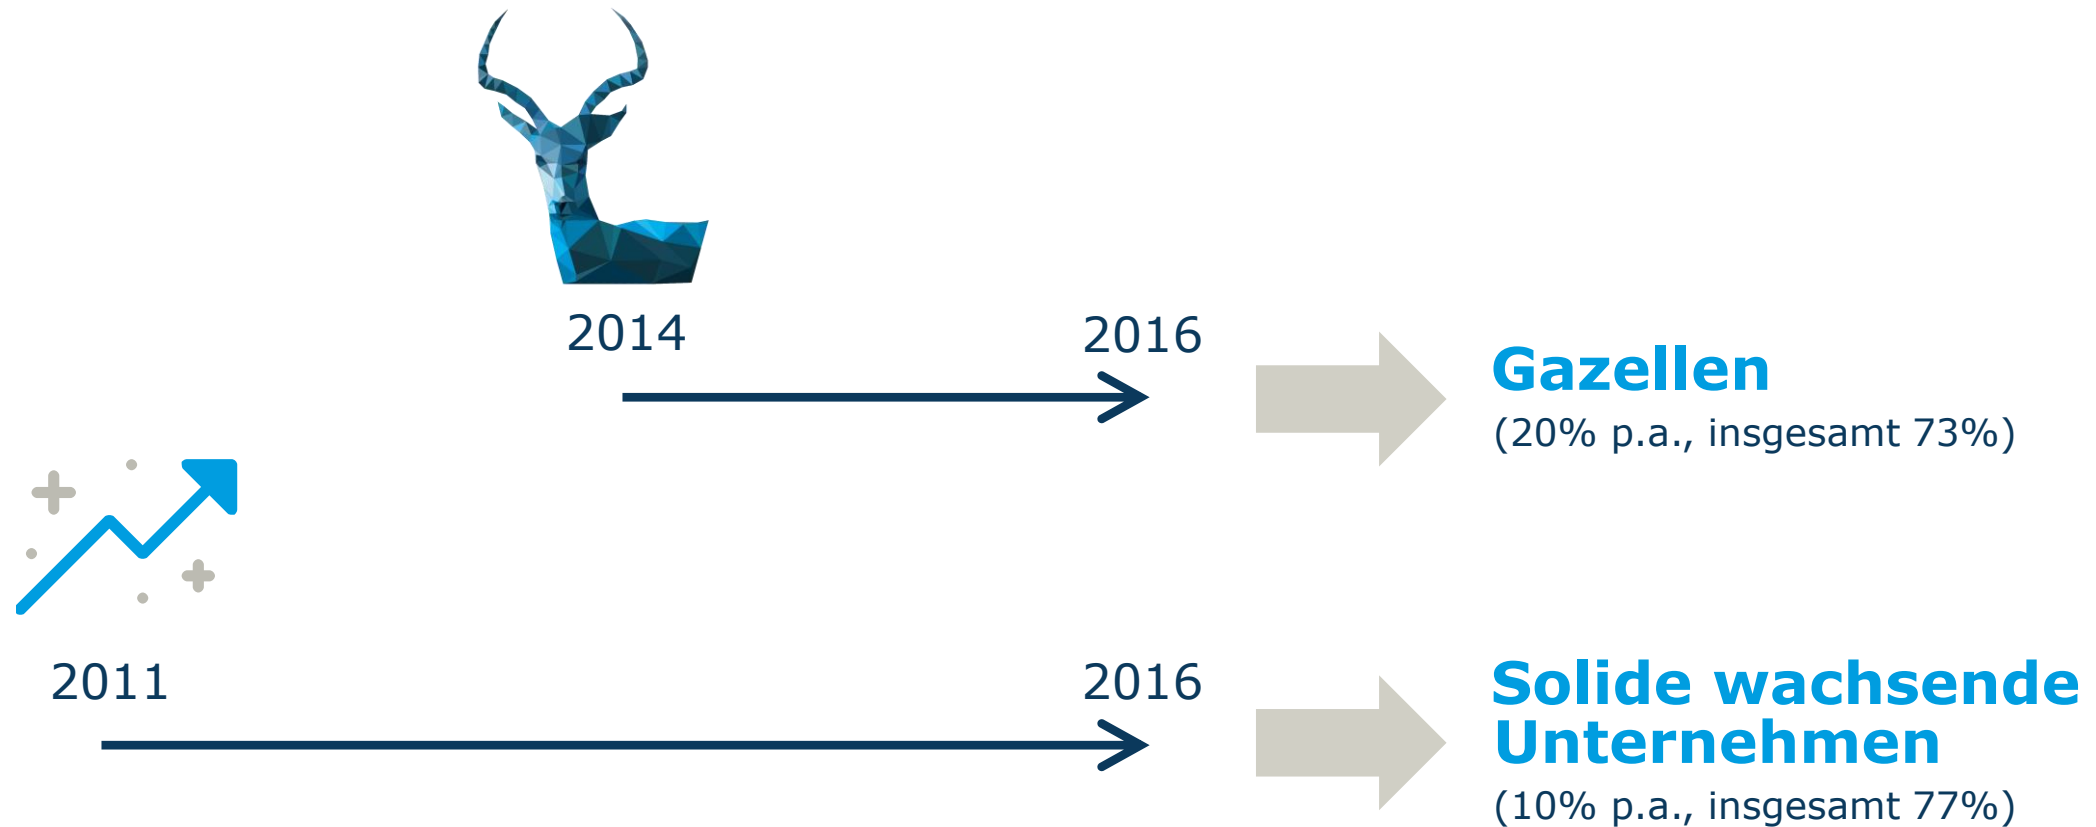 2014
2016
Gazellen
(20% p.a., insgesamt 73%)
2011
2016
Solide wachsende
Unternehmen
(10% p.a., insgesamt 77%)